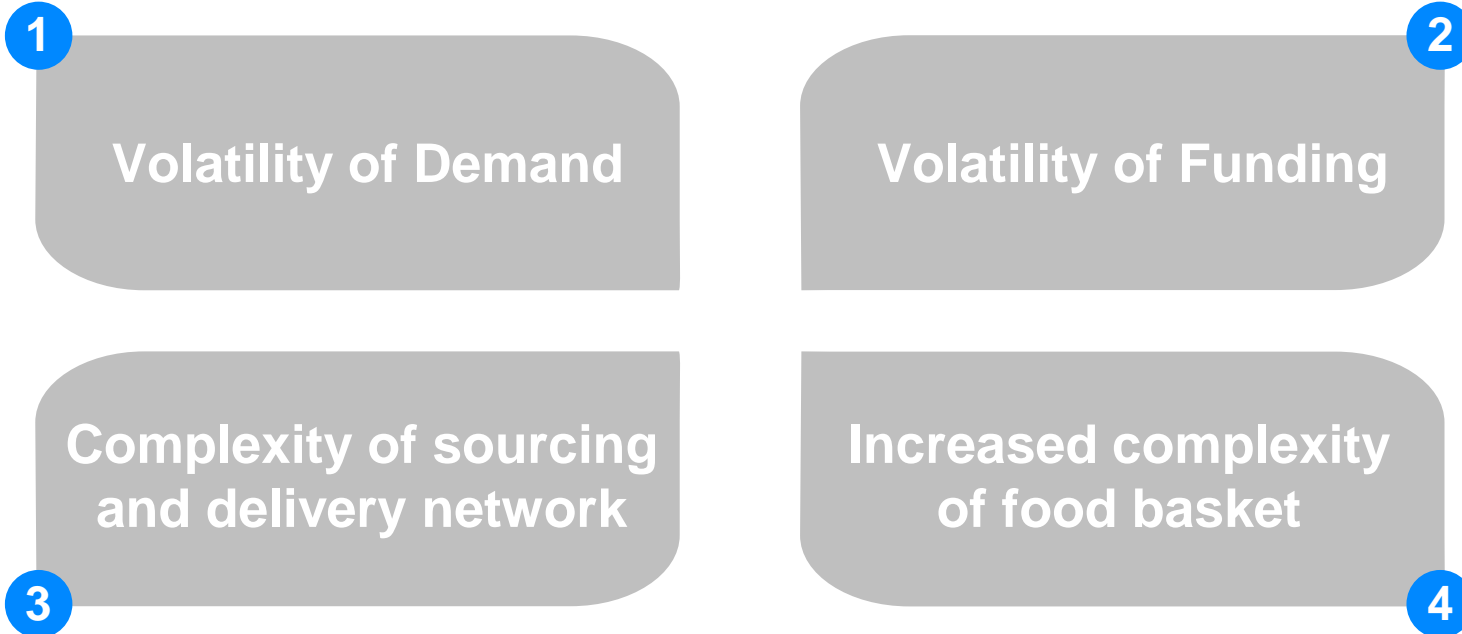 1
Volatility of Demand
2
Volatility of Funding
3
Complexity of sourcing
and delivery network
4
Increased complexity
of food basket